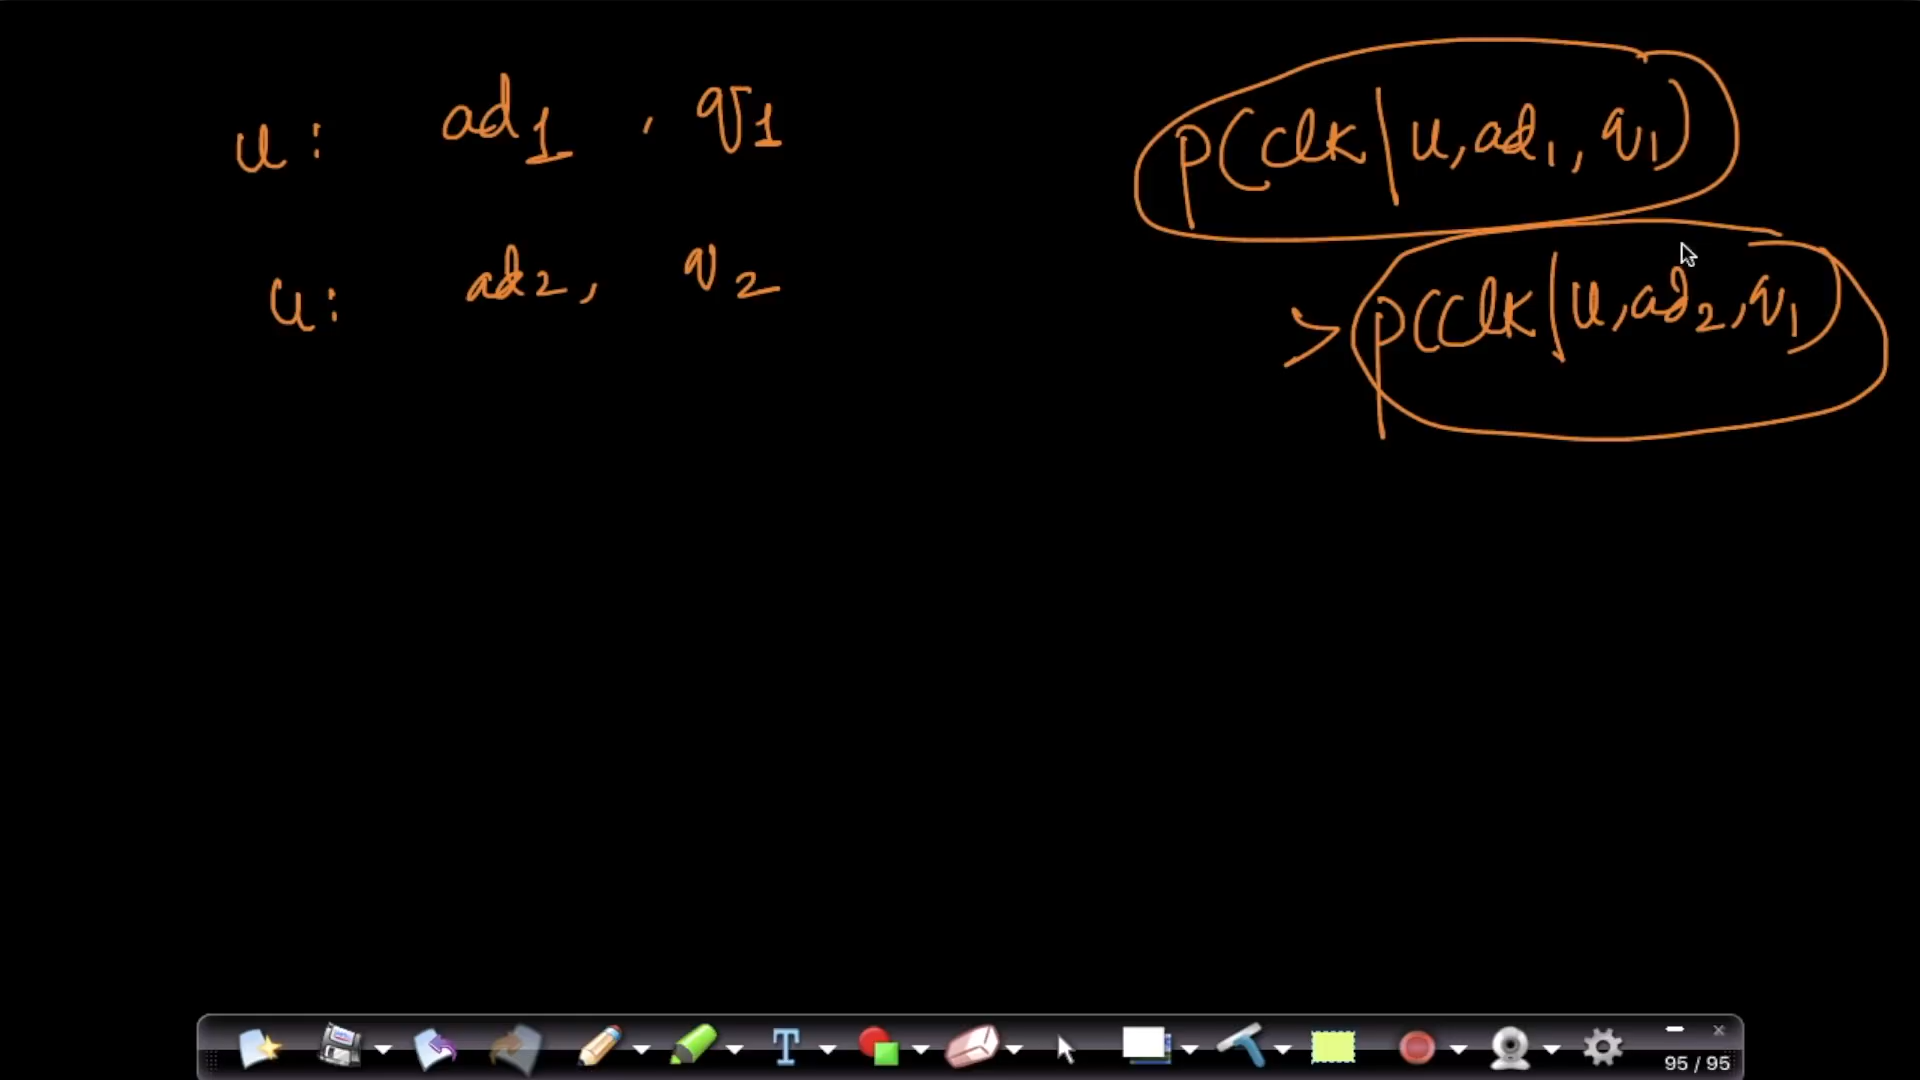 u: ad1, q1
p(clk|u, ad1, q1)
u: ad2, q2
> p(clk|u, ad2, q1)
T
95 / 95